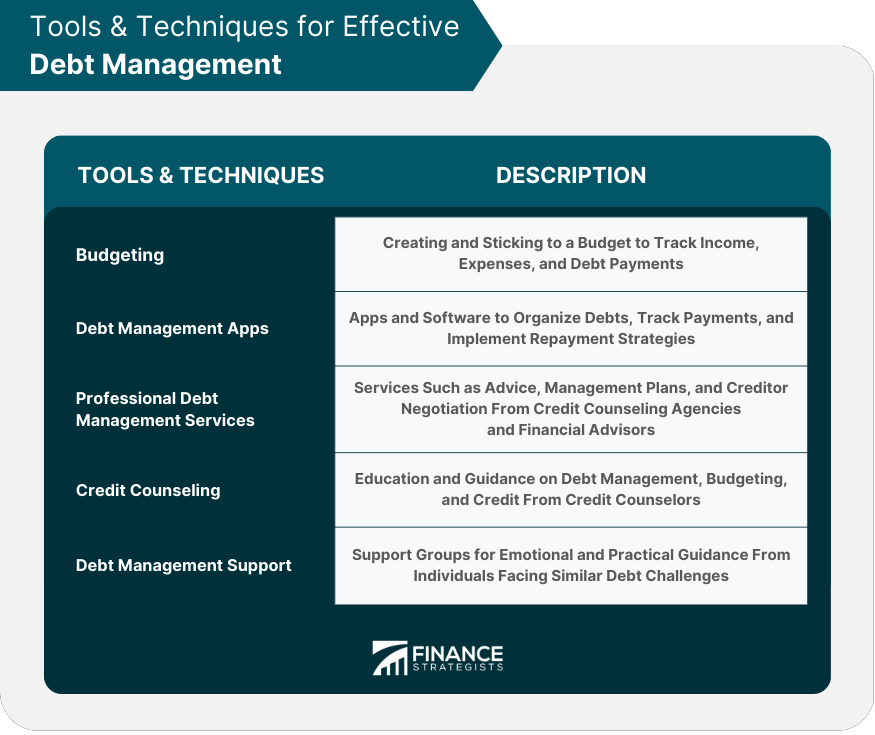 Tools & Techniques for Effective
Debt Management
TOOLS & TECHNIQUES
DESCRIPTION
Budgeting
Creating and Sticking to a Budget to Track Income,
Expenses, and Debt Payments
Debt Management Apps
Apps and Software to Organize Debts, Track Payments, and
Implement Repayment Strategies
Professional Debt
Management Services
Services Such as Advice, Management Plans, and Creditor
Negotiation From Credit Counseling Agencies
and Financial Advisors
Credit Counseling
Education and Guidance on Debt Management, Budgeting,
and Credit From Credit Counselors
Debt Management Support
Support Groups for Emotional and Practical Guidance From
Individuals Facing Similar Debt Challenges
FINANCE
STRATEGISTS